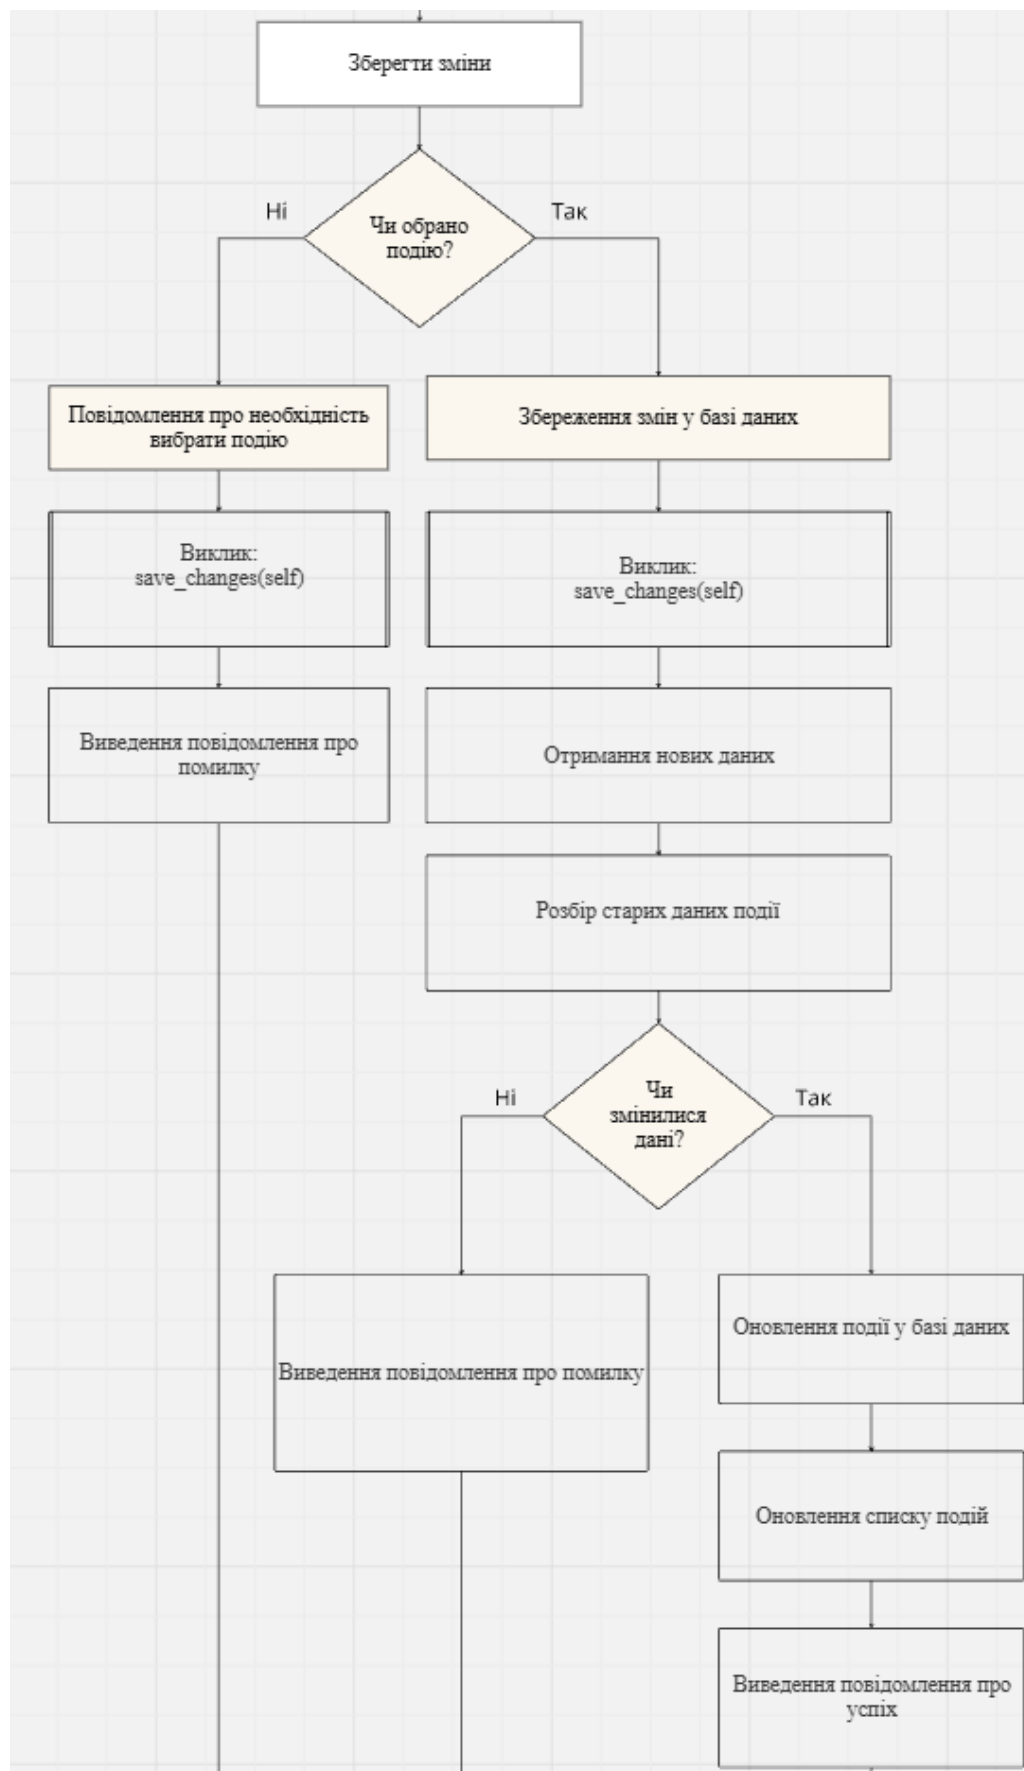 Зберегти зміни
Ні
Так
Чи обрано
подію?
Повідомлення про необхідність
вибрати подію
Збереження змін у базі даних
Виклик:
save_changes(self)
Виклик:
save_changes(self)
Виведення повідомлення про
помилку
Отримання нових даних
Розбір старих даних події
Ні
Так
Чи
змінилися
дані?
Виведення повідомлення про помилку
Оновлення події у базі даних
Оновлення списку подій
Виведення повідомлення про
успіх